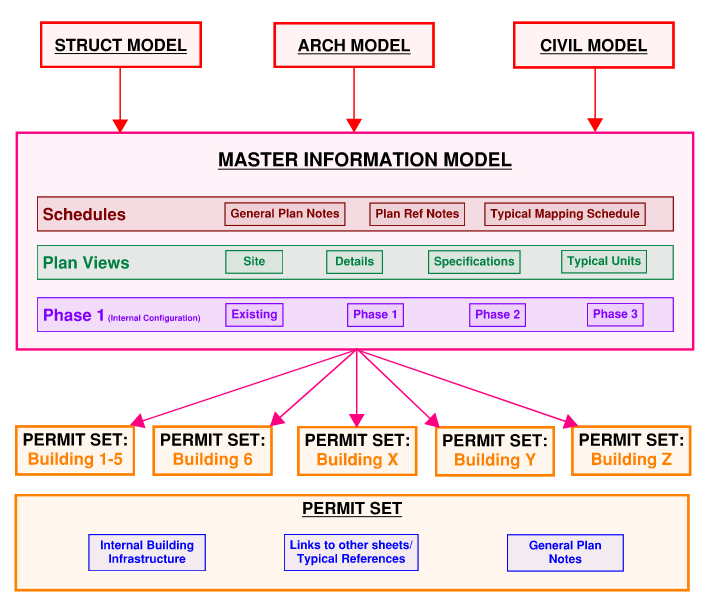 STRUCT MODEL
ARCH MODEL
CIVIL MODEL
MASTER INFORMATION MODEL
Schedules
General Plan Notes
Plan Ref Notes
Typical Mapping Schedule
Plan Views
Site
Details
Specifications
Typical Units
Phase 1 (Internal Configuration)
Existing
Phase 1
Phase 2
Phase 3
PERMIT SET:
Building 1-5
PERMIT SET:
Building 6
PERMIT SET:
Building X
PERMIT SET:
Building Y
PERMIT SET:
Building Z
PERMIT SET
Internal Building
Infrastructure
Links to other sheets/
Typical References
General Plan
Notes